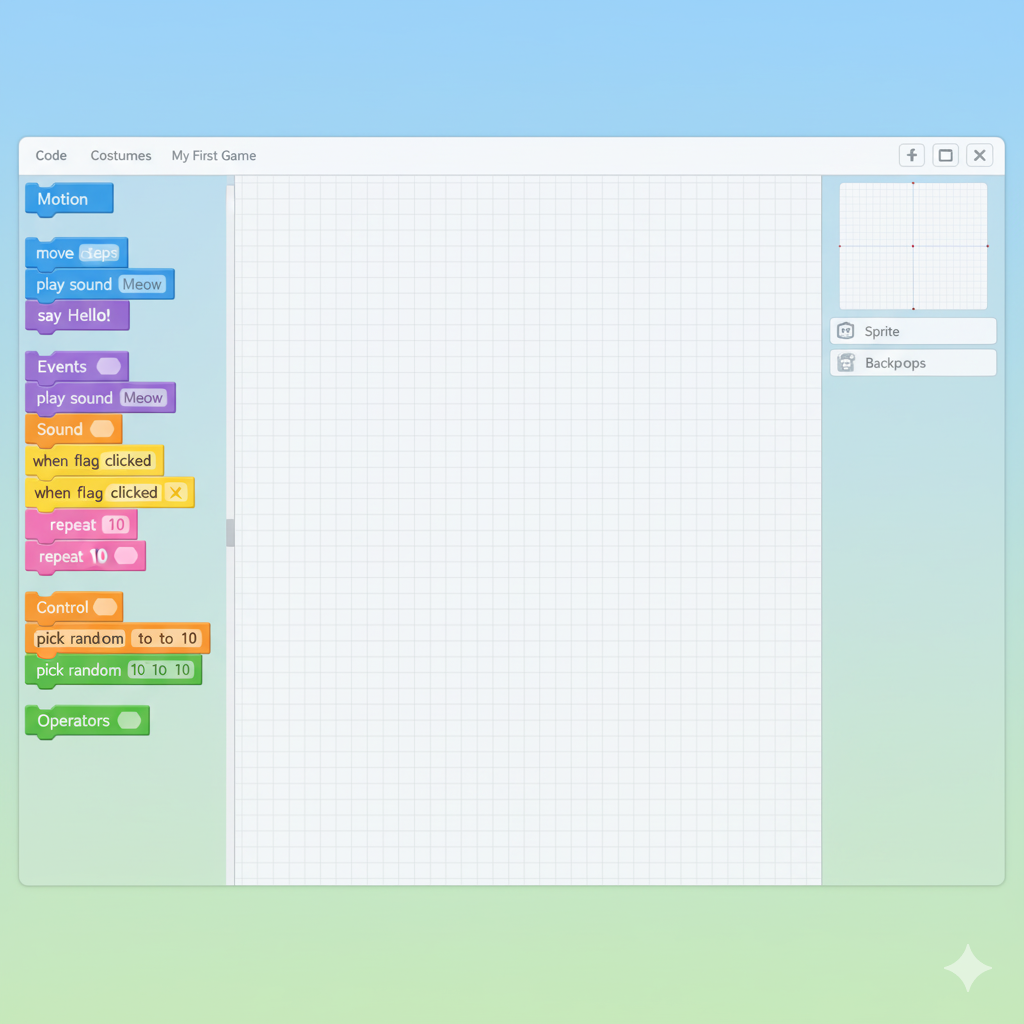 Code Costumes My First Game
Motion
move
play sound Meow
say Hello!
Events
play sound Meow
Sound
when flag clicked
when flag clicked
repeat 10
repeat 10
Control
pick random to to 10
pick random 10 10 10
Operators
Sprite
Backpops